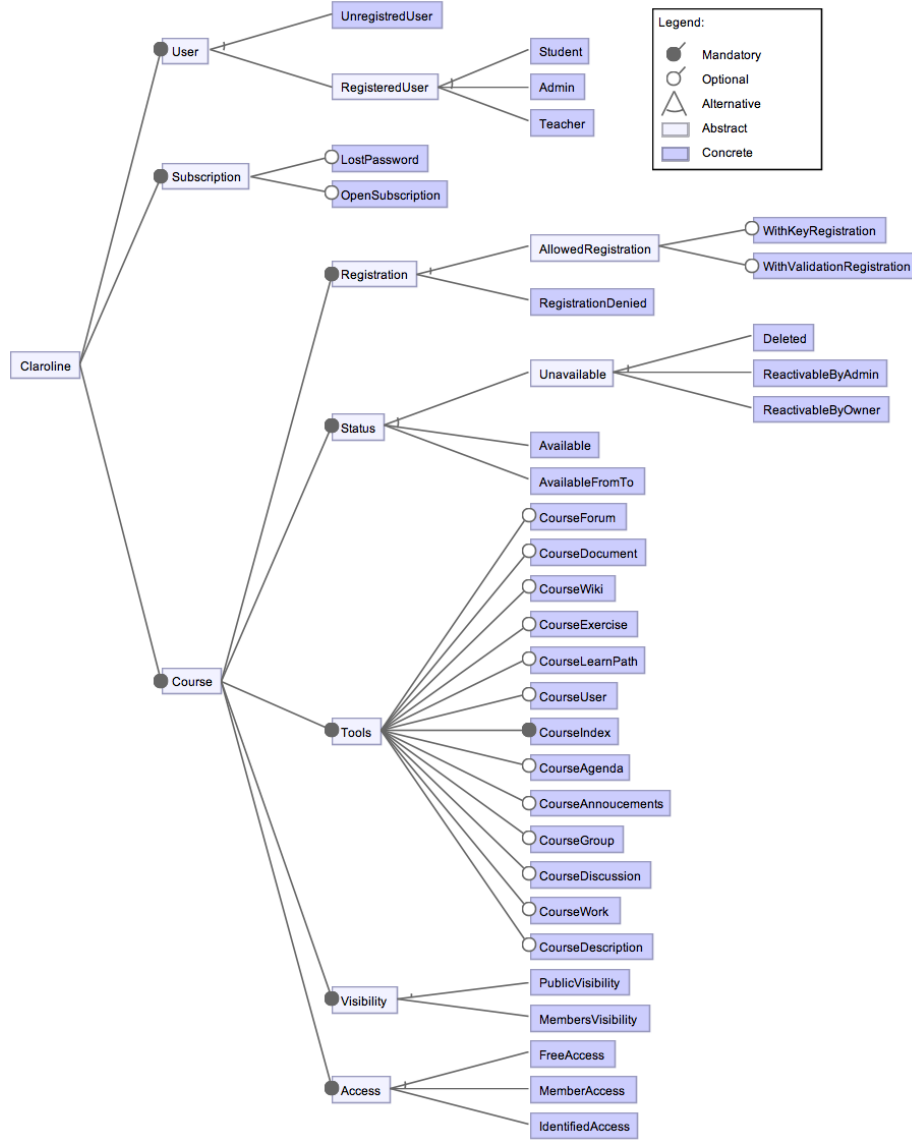 UnregistredUser
User
RegisteredUser
Student
Admin
Teacher
Legend:
Mandatory
Optional
Alternative
Abstract
Concrete
Subscription
LostPassword
OpenSubscription
Registration
AllowedRegistration
WithKeyRegistration
WithValidationRegistration
RegistrationDenied
Claroline
Status
Unavailable
Deleted
ReactivableByAdmin
ReactivableByOwner
Available
AvailableFromTo
Course
Tools
CourseForum
CourseDocument
CourseWiki
CourseExercise
CourseLearnPath
CourseUser
CourseIndex
CourseAgenda
CourseAnnoucements
CourseGroup
CourseDiscussion
CourseWork
CourseDescription
Visibility
PublicVisibility
MembersVisibility
Access
FreeAccess
MemberAccess
IdentifiedAccess